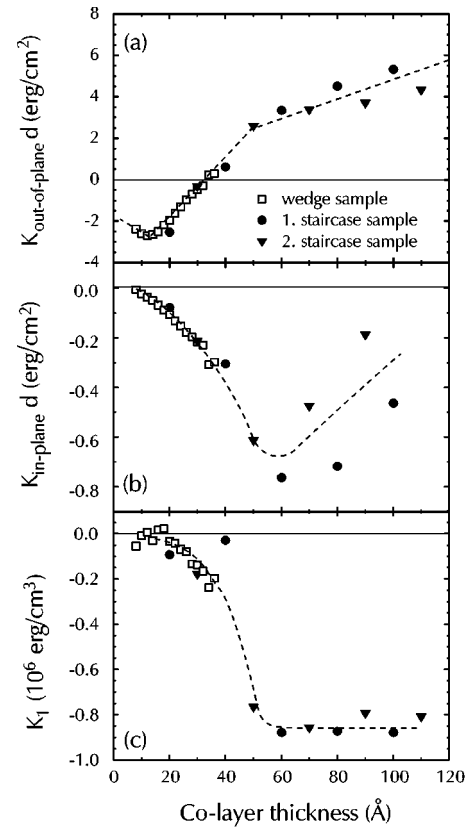 8
6
(a)
4
2
0
-2
-4
K out-of-plane d (erg/cm²)
□ wedge sample
● 1. staircase sample
▼ 2. staircase sample
0.0
-0.2
-0.4
-0.6
-0.8
K in-plane d (erg/cm²)
(b)
0.0
-0.2
-0.4
-0.6
-0.8
-1.0
K₁ (10⁶ erg/cm³)
(c)
0 20 40 60 80 100 120
Co-layer thickness (Å)